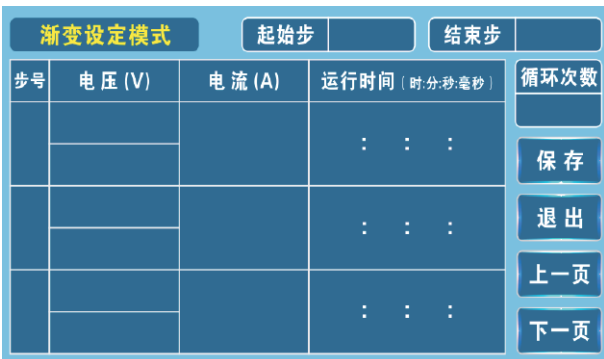 渐变设定模式 起始步 结束步
步号 电压(V) 电流(A) 运行时间(时:分:秒:毫秒) 循环次数
: : :
保存
: : :
退出
上一页
: : :
下一页